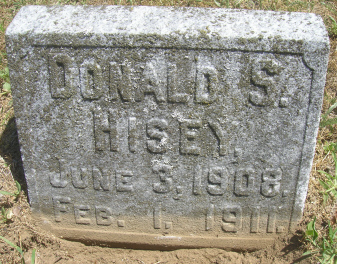 DONALD S.
HISEY,
JUNE 3, 1908.
FEB. 1, 1911.